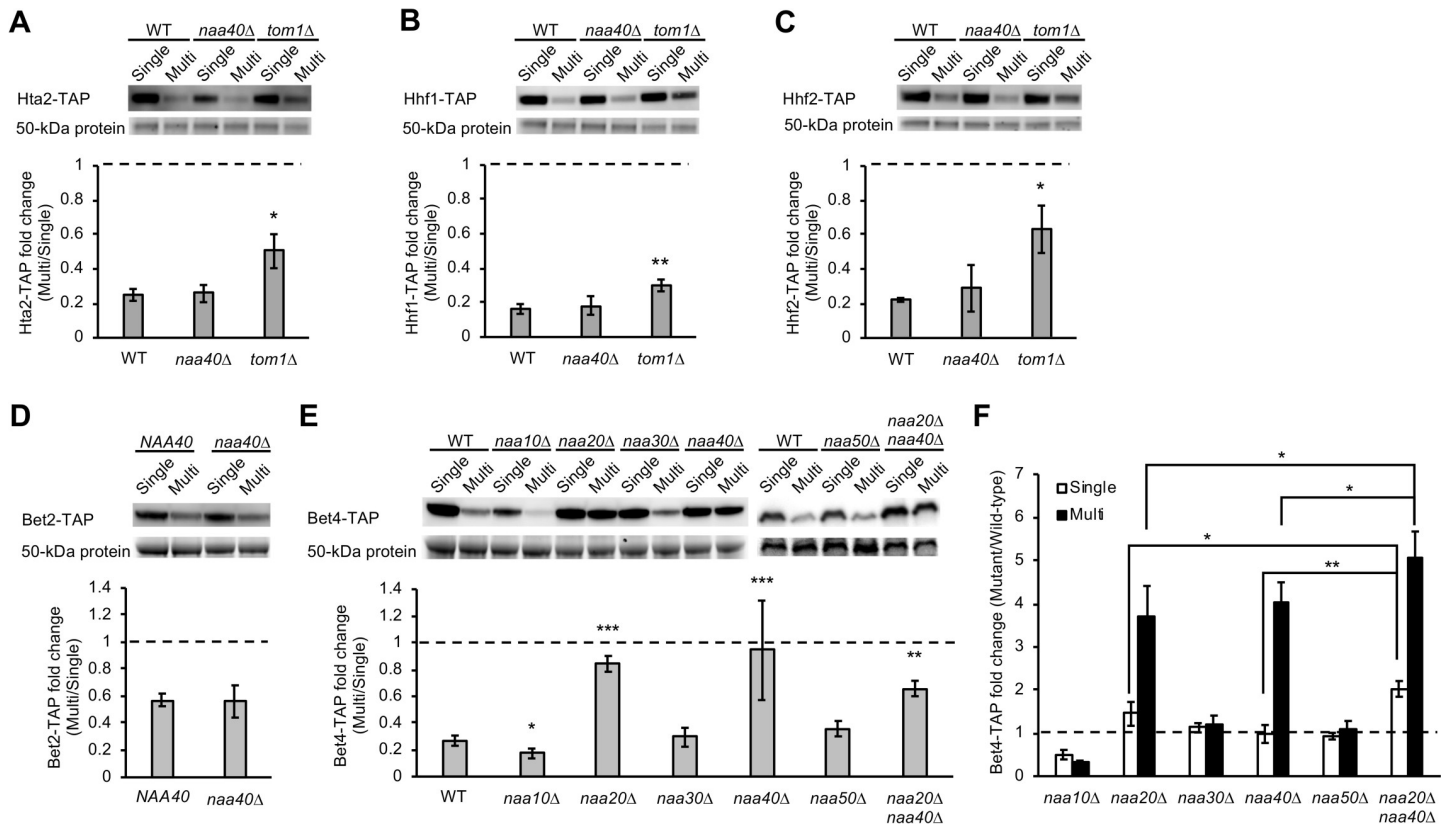 A
WT naa40Δ tom1Δ
Single Multi Single Multi Single Multi
Hta2-TAP
50-kDa protein
Hta2-TAP fold change
(Multi/Single)
1
0.8
0.6
0.4
0.2
0
*
WT naa40Δ tom1Δ
B
WT naa40Δ tom1Δ
Single Multi Single Multi Single Multi
Hhf1-TAP
50-kDa protein
Hhf1-TAP fold change
(Multi/Single)
1
0.8
0.6
0.4
0.2
0
**
WT naa40Δ tom1Δ
C
WT naa40Δ tom1Δ
Single Multi Single Multi Single Multi
Hhf2-TAP
50-kDa protein
Hhf2-TAP fold change
(Multi/Single)
1
0.8
0.6
0.4
0.2
0
*
WT naa40Δ tom1Δ
D
NAA40 naa40Δ
Single Multi Single Multi
Bet2-TAP
50-kDa protein
Bet2-TAP fold change
(Multi/Single)
1.4
1.2
1
0.8
0.6
0.4
0.2
0
NAA40 naa40Δ
E
WT naa10Δ naa20Δ naa30Δ naa40Δ WT naa50Δ naa20Δ
naa40Δ
Single Multi Single Multi Single Multi Single Multi Single Multi Single Multi Single Multi Single Multi
Bet4-TAP
50-kDa protein
Bet4-TAP fold change
(Multi/Single)
1.4
1.2
1
0.8
0.6
0.4
0.2
0
* *** *** **
WT naa10Δ naa20Δ naa30Δ naa40Δ naa50Δ naa20Δ
naa40Δ
F
Bet4-TAP fold change (Mutant/Wild-type)
7
6
5
4
3
2
1
0
Single
Multi
*
*
*
**
naa10Δ naa20Δ naa30Δ naa40Δ naa50Δ naa20Δ
naa40Δ